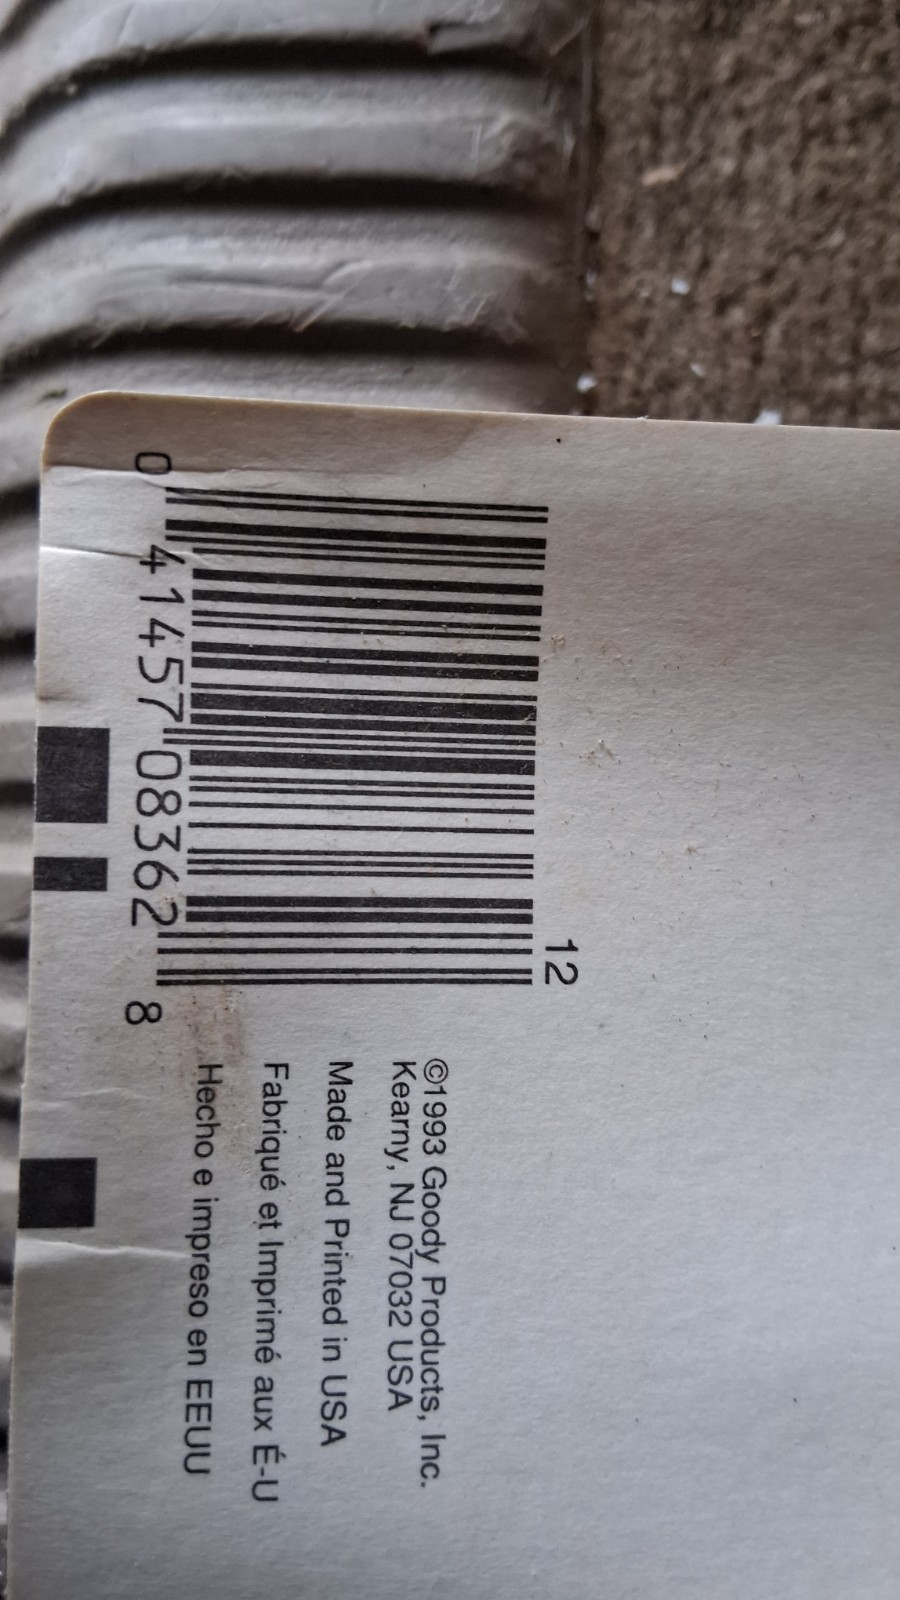 12
0 41457 08362 8
©1993 Goody Products, Inc.
Kearny, NJ 07032 USA
Made and Printed in USA
Fabriqué et Imprimé aux É-U
Hecho e impreso en EEUU